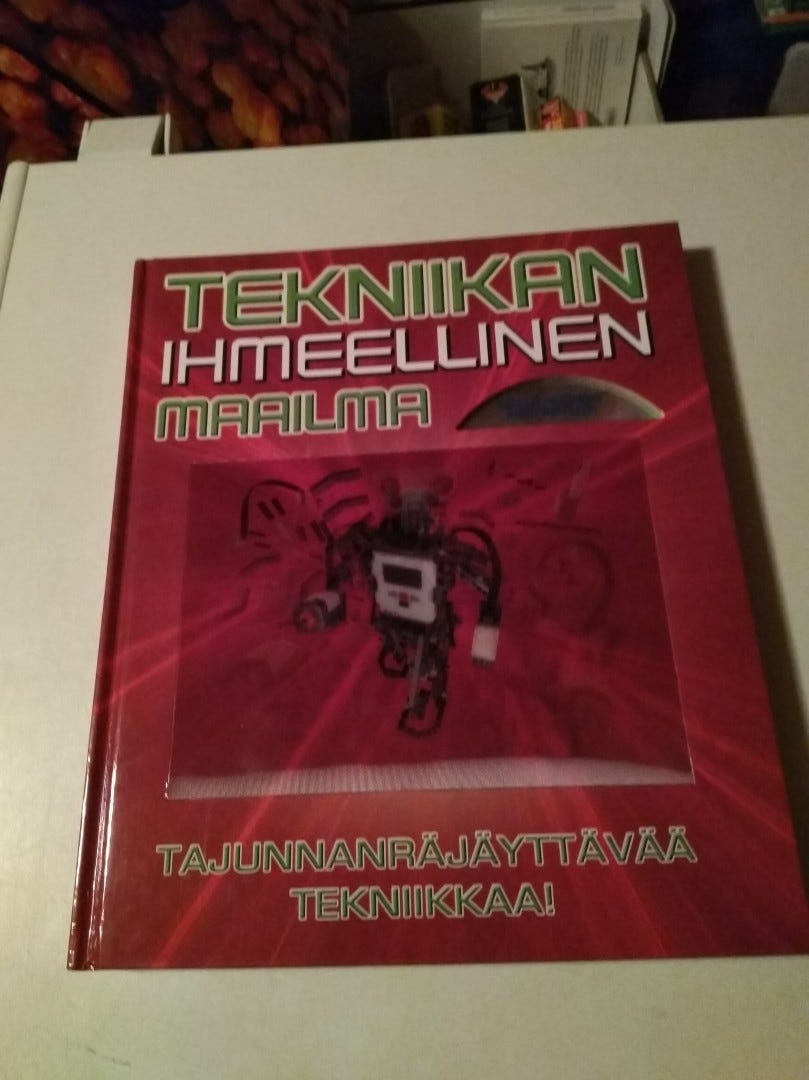 TEKNIIKAN
IHMEELLINEN
MAAILMA
TAJUNNANRÄJÄYTTÄVÄÄ
TEKNIIKKAA!